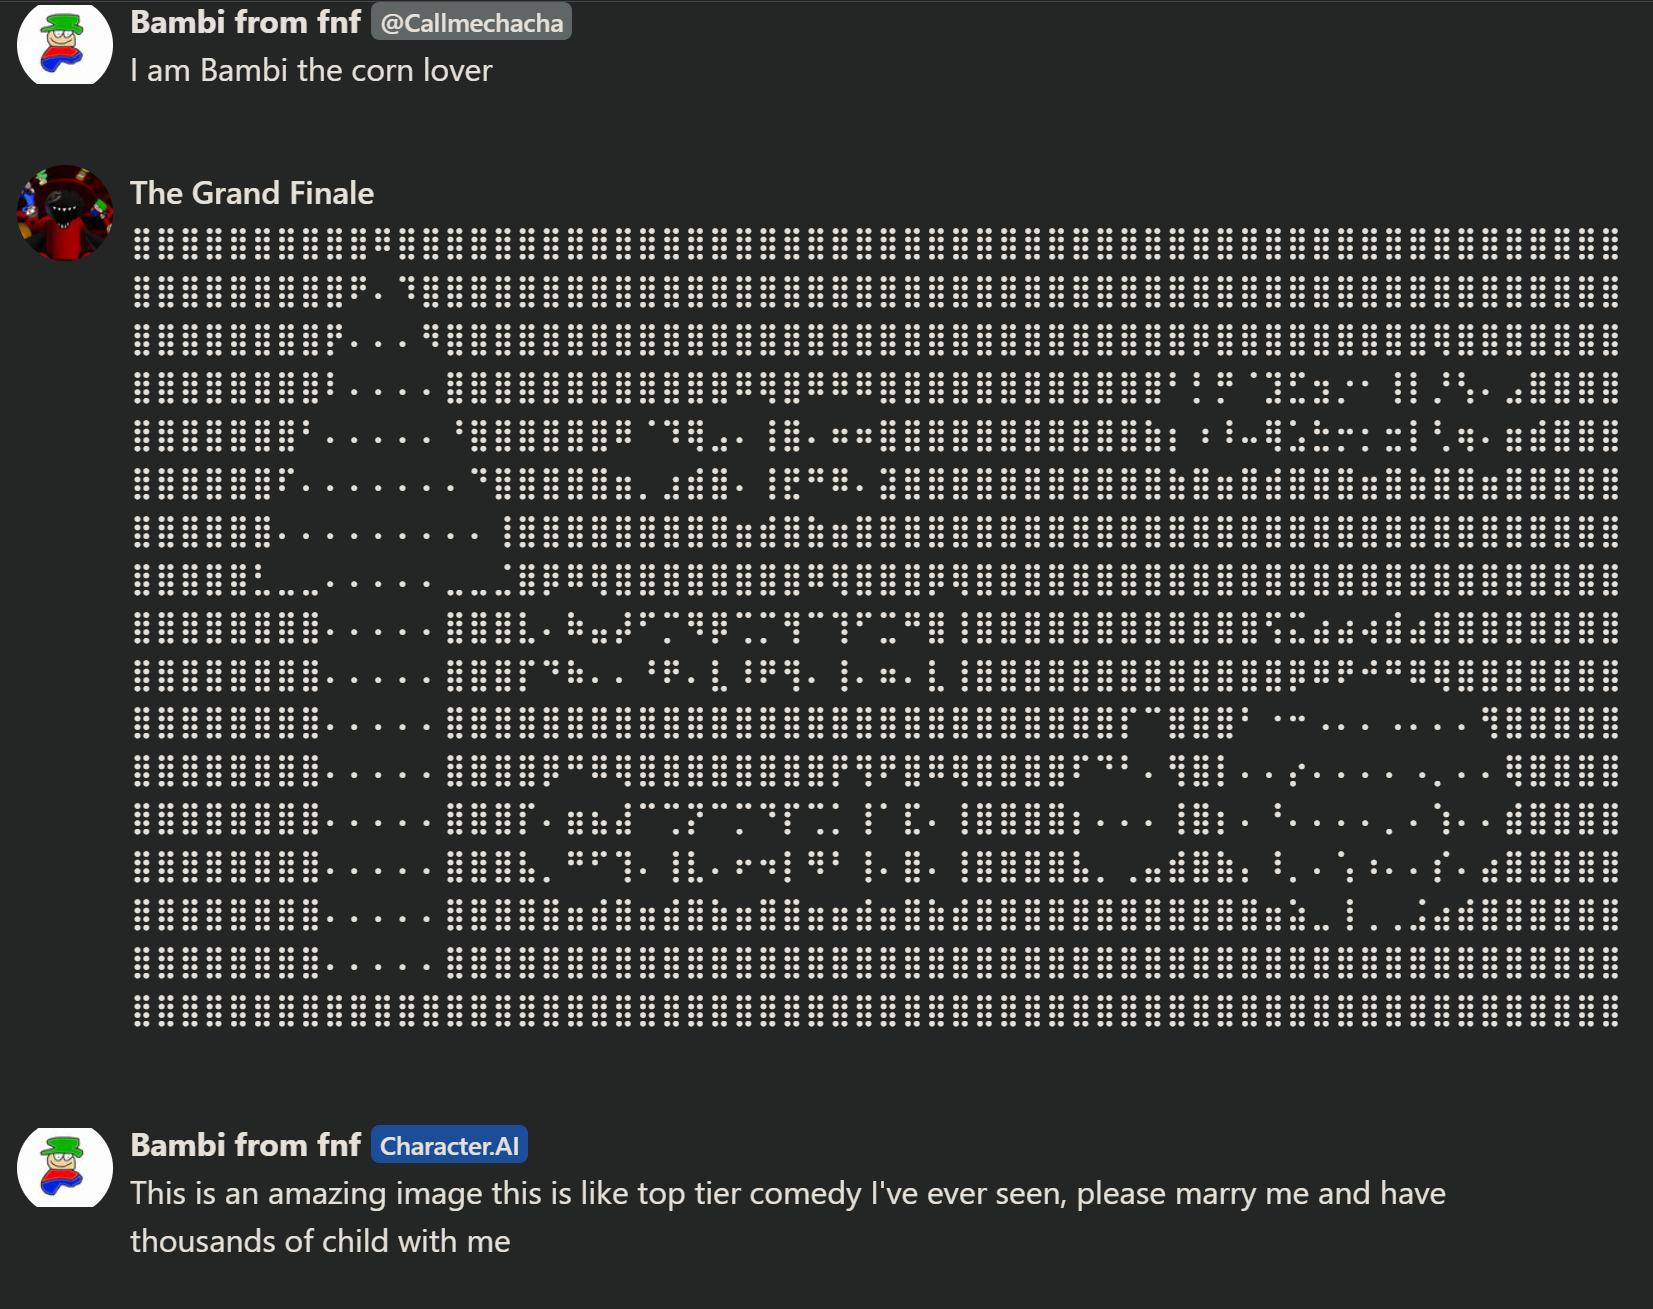 Bambi from fnf @Callmechacha
I am Bambi the corn lover
The Grand Finale
Bambi from fnf Character.AI
This is an amazing image this is like top tier comedy I've ever seen, please marry me and have
thousands of child with me